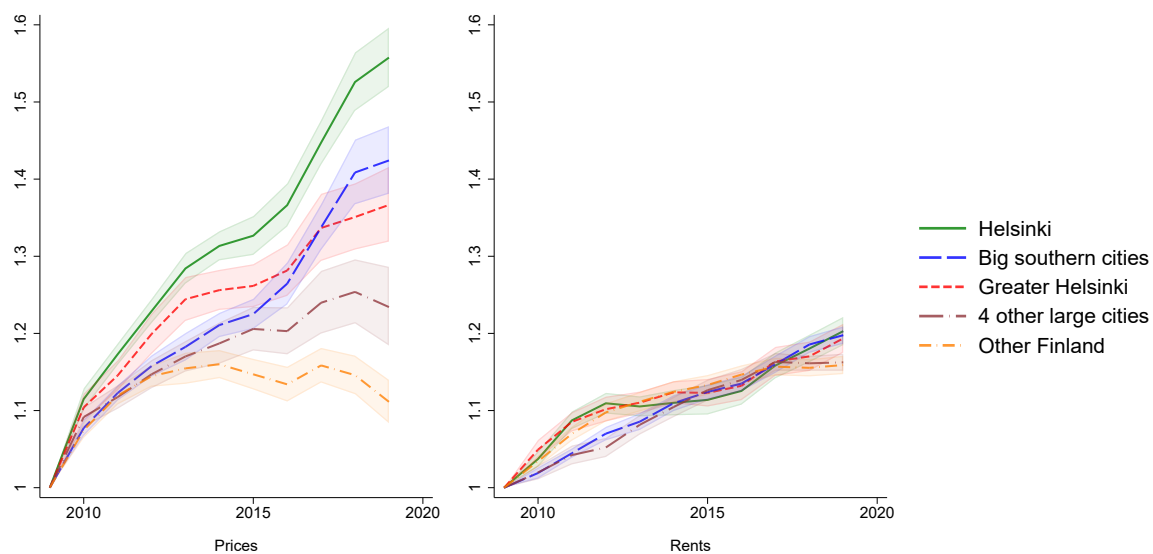 1.6
1.5
1.4
1.3
1.2
1.1
1
2010
2015
2020
Prices
1.6
1.5
1.4
1.3
1.2
1.1
1
2010
2015
2020
Rents
Helsinki
Big southern cities
Greater Helsinki
4 other large cities
Other Finland